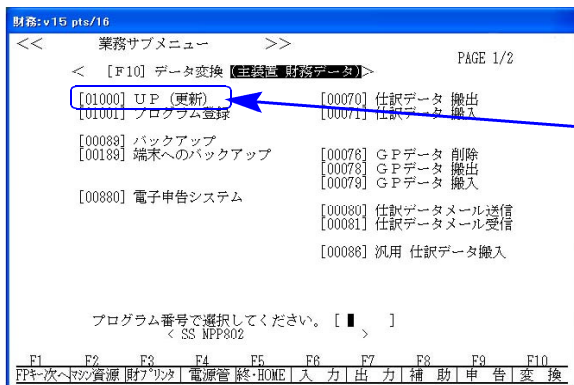 財務:v15 pts/16
<< 業務サブメニュー >>
PAGE 1/2
< [F10] データ変換 (主装置 財務データ)>
[01000] UP (更新) [00070] 仕訳データ 搬出
[01001] プログラム登録 [00071] 仕訳データ 搬入
[00089] バックアップ
[00189] 端末へのバックアップ [00076] GPデータ 削除
[00078] GPデータ 搬出
[00079] GPデータ 搬入
[00880] 電子申告システム
[00080] 仕訳データメール送信
[00081] 仕訳データメール受信
[00086] 汎用 仕訳データ搬入
プログラム番号で選択してください。 [ ]
< SS NPP802 >
F1 F2 F3 F4 F5 F6 F7 F8 F9 F10
FPキー次へ マシン資源 財プリンタ 電源管 終・HOME 入 力 出 力 補 助 申 告 変 換